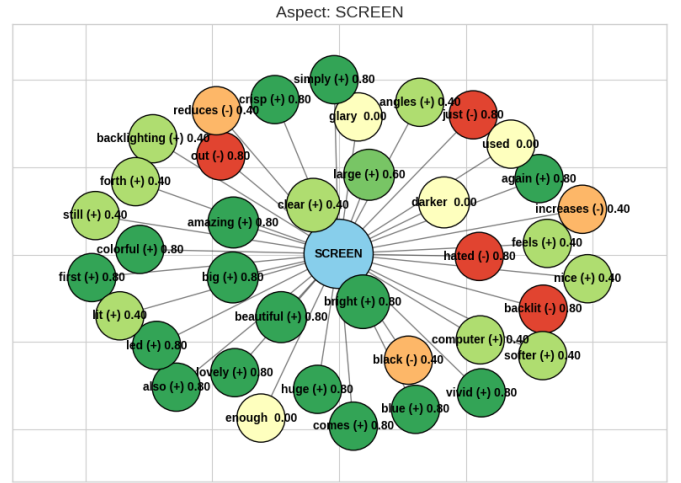 Aspect: SCREEN
simply (+) 0.80
crisp (+) 0.80
angles (+) 0.40
reduces (-) 0.40
just (-) 0.80
glary 0.00
backlighting (+) 0.40
used 0.00
out (-) 0.80
large (+) 0.60
again (+) 0.80
forth (+) 0.40
darker 0.00
clear (+) 0.40
increases (-) 0.40
still (+) 0.40
amazing (+) 0.80
feels (+) 0.40
colorful (+) 0.80
SCREEN
hated (-) 0.80
first (+) 0.80
big (+) 0.80
nice (+) 0.40
bright (+) 0.80
backlit (-) 0.80
lit (+) 0.40
beautiful (+) 0.80
computer (+) 0.40
led (+) 0.80
softer (+) 0.40
black (-) 0.40
lovely (+) 0.80
also (+) 0.80
huge (+) 0.80
vivid (+) 0.80
blue (+) 0.80
enough 0.00
comes (+) 0.80